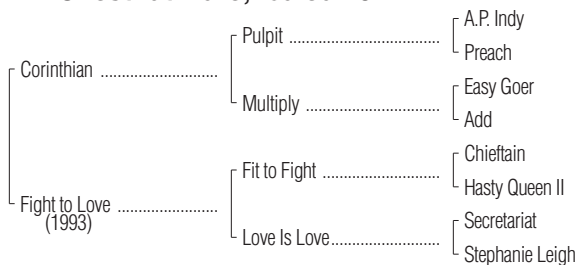 A.P. Indy
Pulpit ........................................
Preach
Corinthian ...............................
Easy Goer
Multiply ...................................
Add
Chieftain
Fit to Fight ...............................
Hasty Queen II
Fight to Love ..........................
(1993)
Secretariat
Love Is Love.............................
Stephanie Leigh